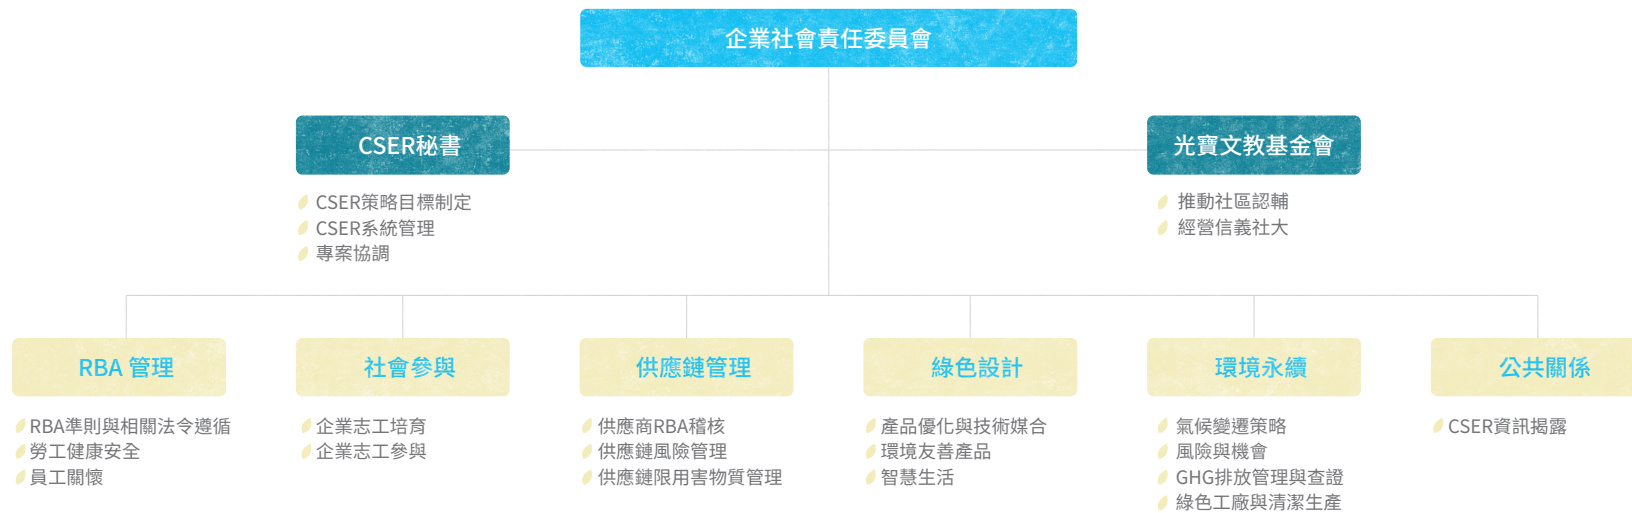 企業社會責任委員會
CSER秘書
CSER策略目標制定
CSER系統管理
專案協調
光寶文教基金會
推動社區認輔
經營信義社大
RBA 管理
RBA準則與相關法令遵循
勞工健康安全
員工關懷
社會參與
企業志工培育
企業志工參與
供應鏈管理
供應商RBA稽核
供應鏈風險管理
供應鏈限用害物質管理
綠色設計
產品優化與技術媒合
環境友善產品
智慧生活
環境永續
氣候變遷策略
風險與機會
GHG排放管理與查證
綠色工廠與清潔生產
公共關係
CSER資訊揭露